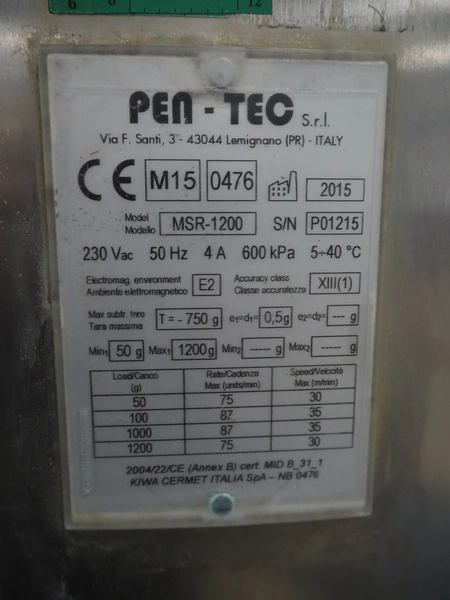 6 6 12
PEN - TEC S.r.l.
Via F. Santi, 3 - 43044 Lemignano (PR) - ITALY
CE M15 0476 2015
Model
Modello MSR-1200 S/N P01215
230 Vac 50 Hz 4 A 600 kPa 5÷40 °C
Electromag. environment
Ambiente elettromagnetico E2 Accuracy class
Classe accuratezza XIII(1)
Max subtr. tare
Tara massima T = - 750 g e1=d1= 0,5g e2=d2= --- g
Min1 50 g Max1 1200g Min2 ----- g Max2 ----- g
Load/Carico
(g) Rate/Cadenza
Max (units/min) Speed/Velocità
Max (m/min)
50 75 30
100 87 35
1000 87 35
1200 75 30
2004/22/CE (Annex B) cert. MID B_31_1
KIWA CERMET ITALIA SpA – NB 0476